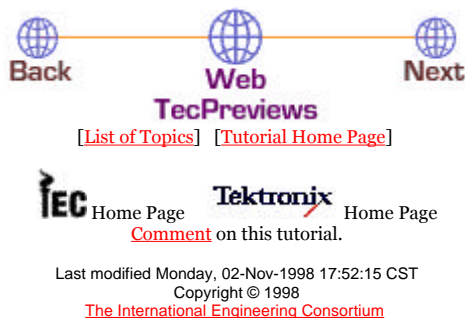 Back Web Next
TecPreviews
[List of Topics] [Tutorial Home Page]
IEC Home Page Tektronix Home Page
Comment on this tutorial.
Last modified Monday, 02-Nov-1998 17:52:15 CST
Copyright © 1998
The International Engineering Consortium